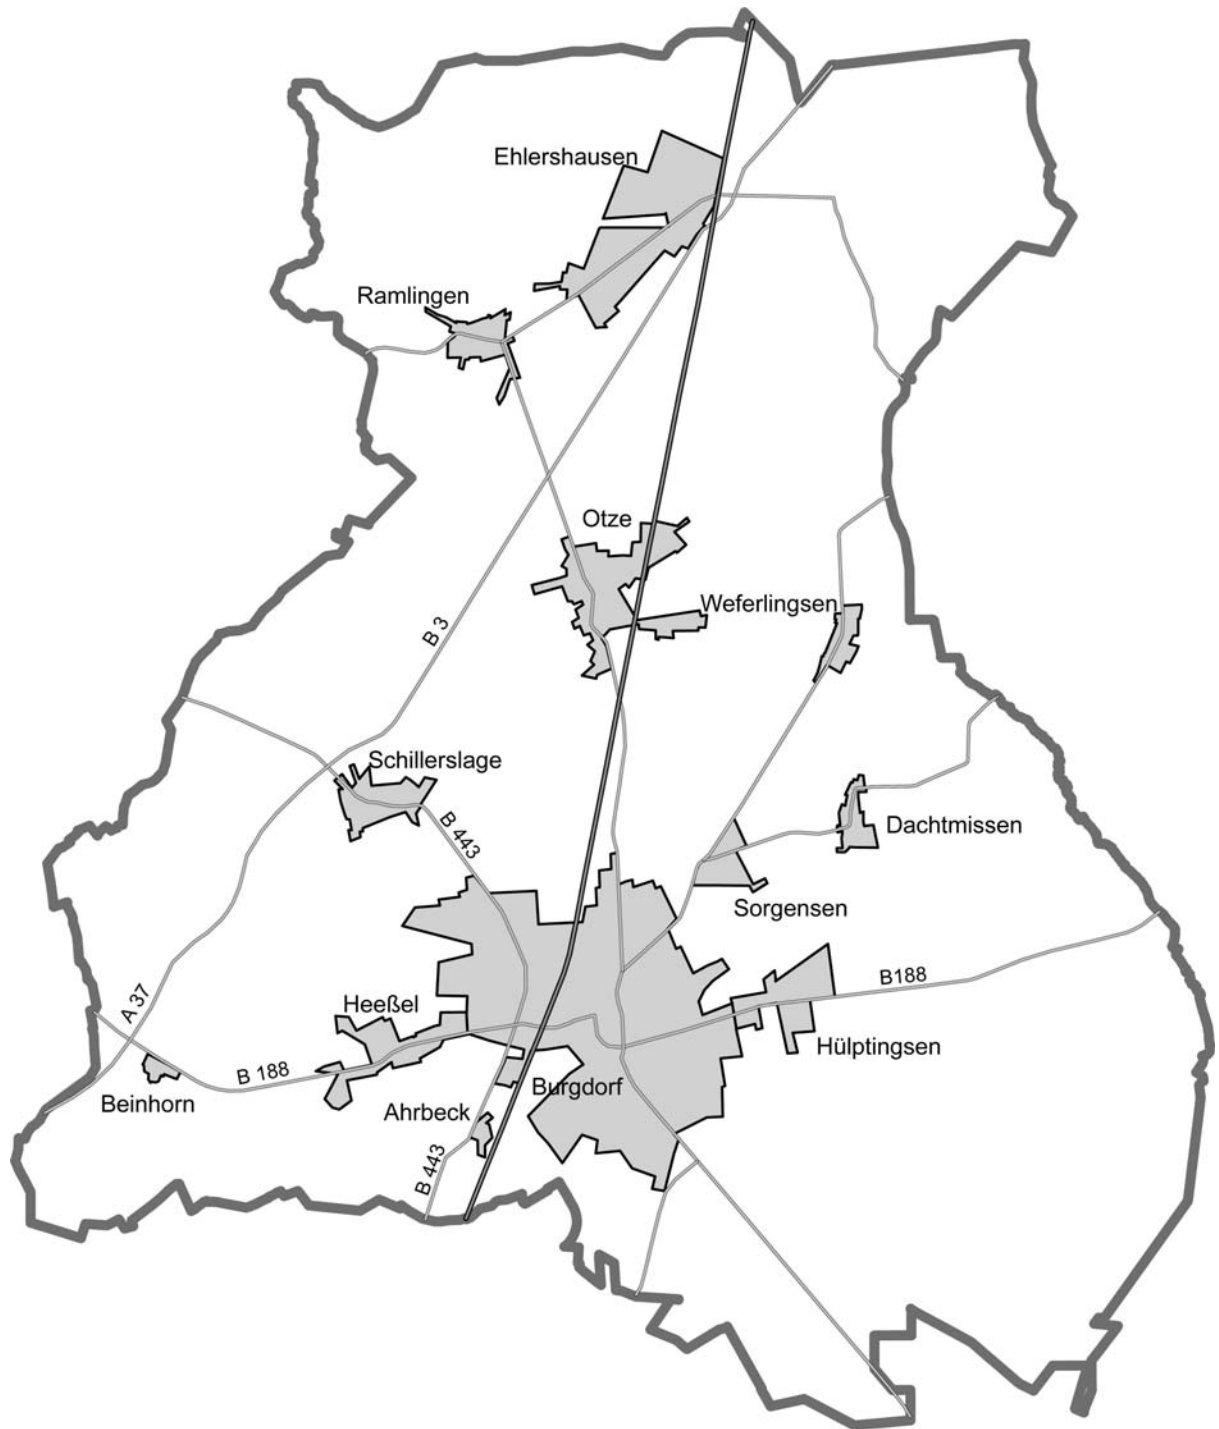 Ehlershausen
Ramlingen
Otze
Weferlingsen
B 3
Schillerslage
B 443
Dachtmissen
Sorgensen
B188
A 37
Heeßel
Hülptingsen
B 188
Burgdorf
Beinhorn
Ahrbeck
B 443